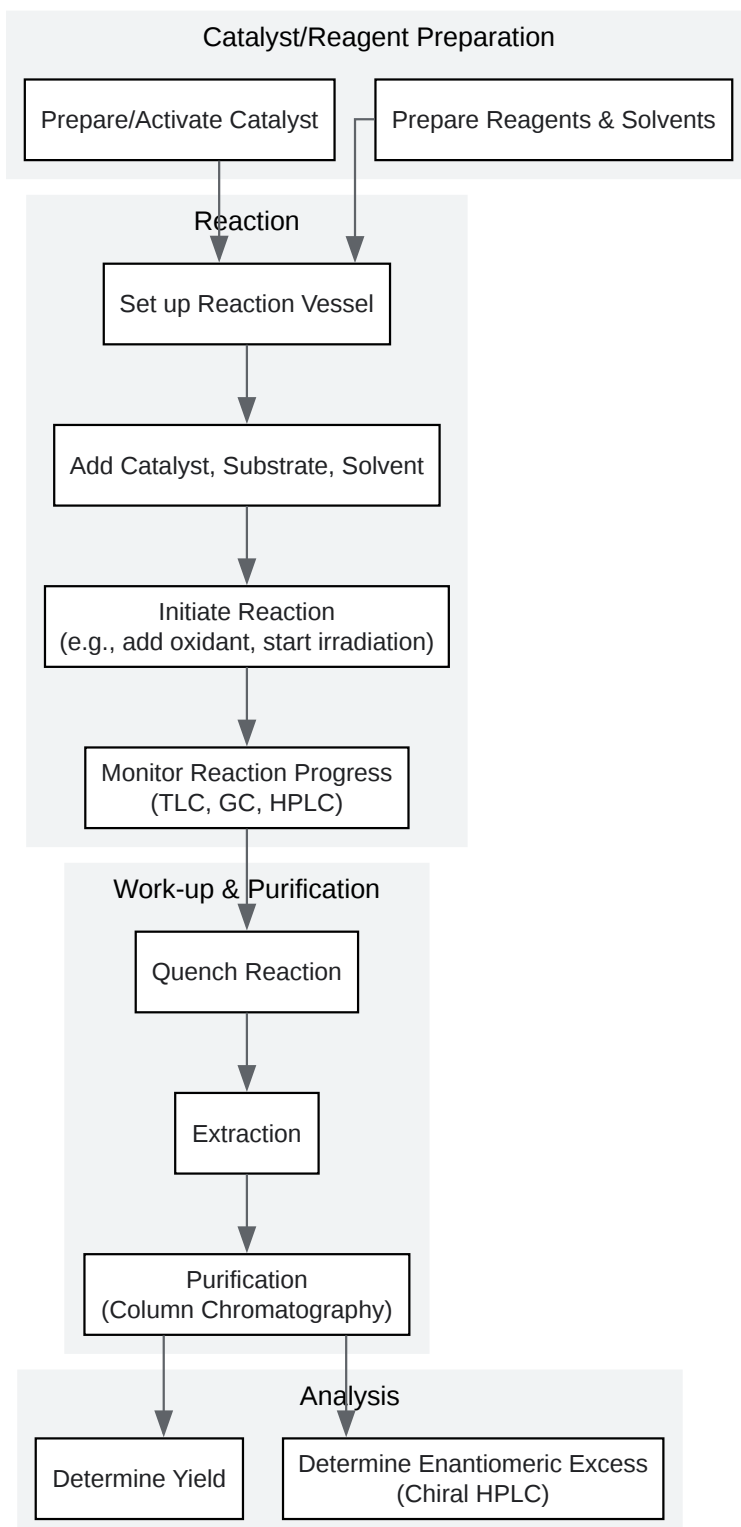 Catalyst/Reagent Preparation
Prepare/Activate Catalyst
Prepare Reagents & Solvents
Reaction
Set up Reaction Vessel
Add Catalyst, Substrate, Solvent
Initiate Reaction
(e.g., add oxidant, start irradiation)
Monitor Reaction Progress
(TLC, GC, HPLC)
Work-up & Purification
Quench Reaction
Extraction
Purification
(Column Chromatography)
Analysis
Determine Yield
Determine Enantiomeric Excess
(Chiral HPLC)